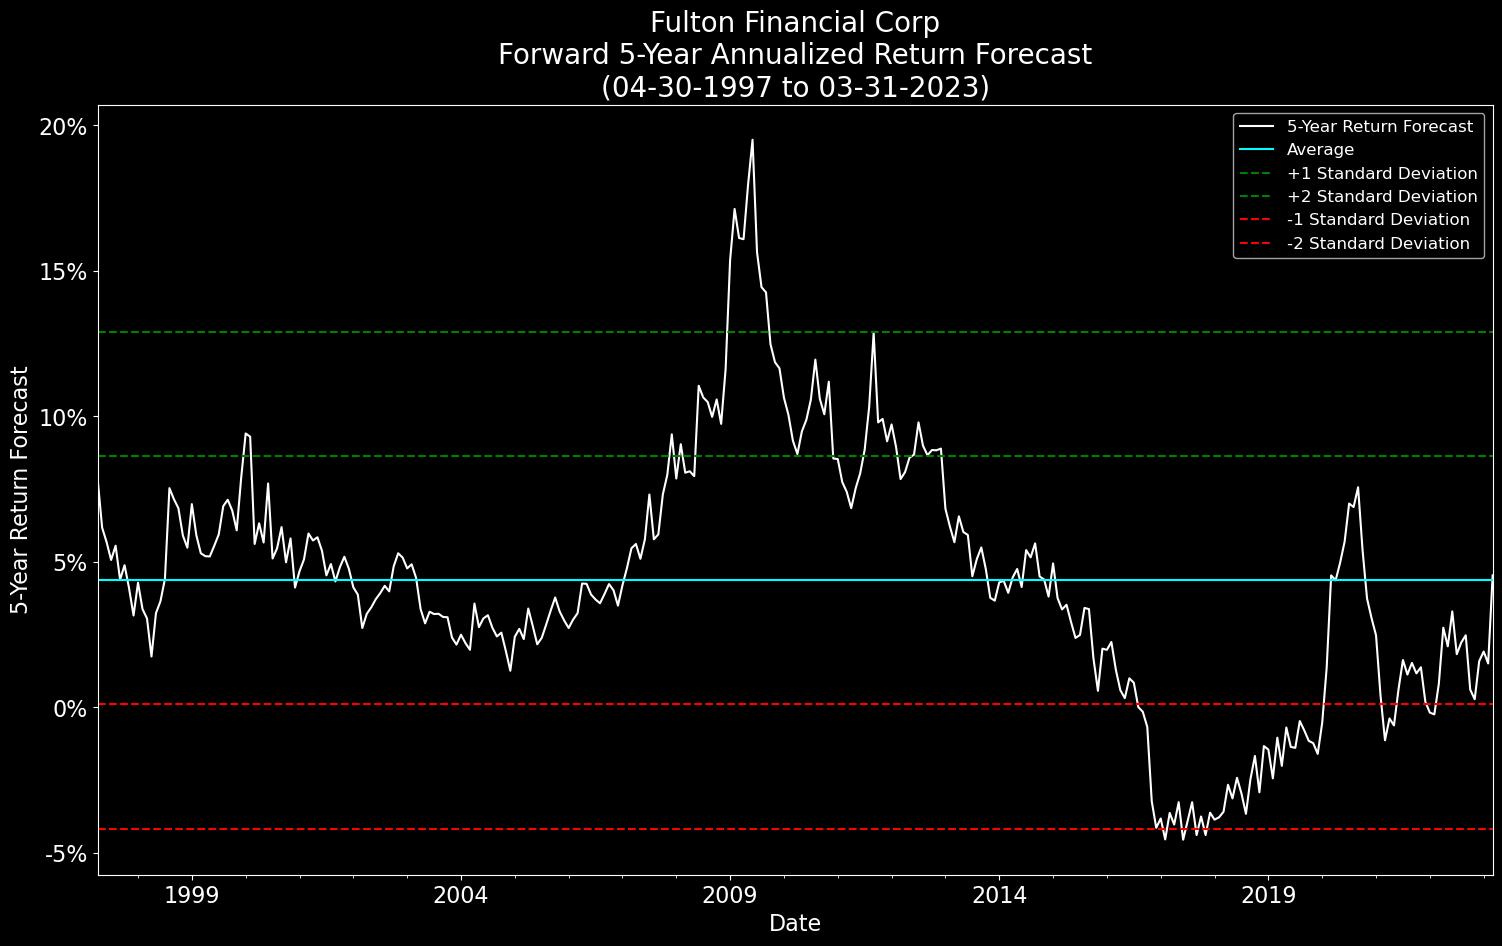 Fulton Financial Corp
Forward 5-Year Annualized Return Forecast
(04-30-1997 to 03-31-2023)
5-Year Return Forecast
Average
+1 Standard Deviation
+2 Standard Deviation
-1 Standard Deviation
-2 Standard Deviation
5-Year Return Forecast
20%
15%
10%
5%
0%
-5%
1999
2004
2009
2014
2019
Date